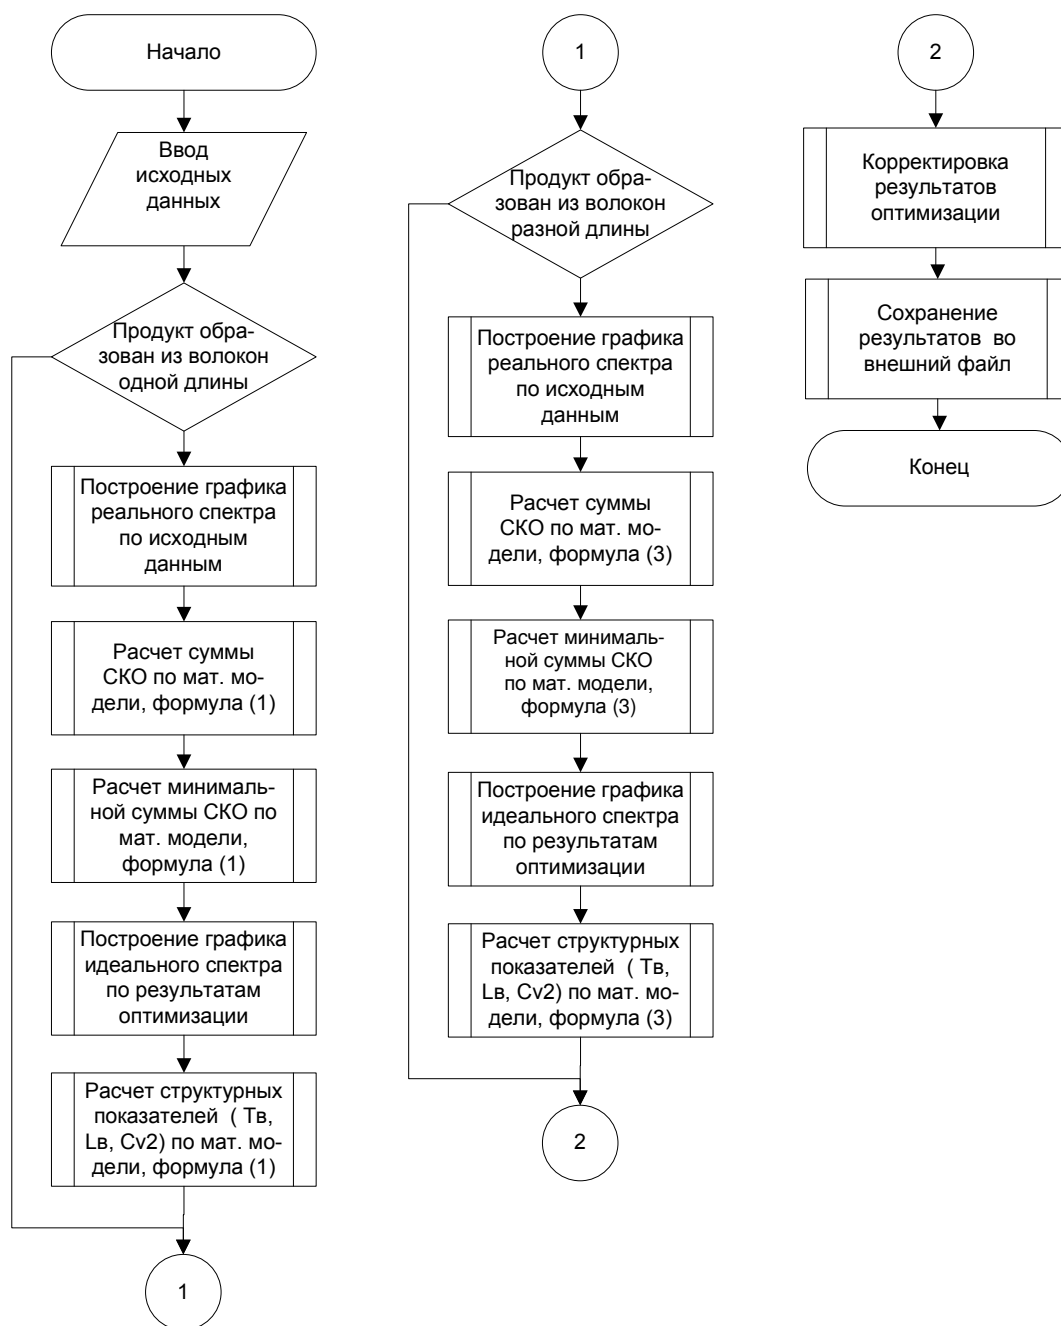 Начало
Ввод
исходных
данных
Продукт обра-
зован из волокон
одной длины
Построение графика
реального спектра
по исходным
данным
Расчет суммы
СКО по мат. мо-
дели, формула (1)
Расчет минималь-
ной суммы СКО по
мат. модели,
формула (1)
Построение графика
идеального спектра
по результатам
оптимизации
Расчет структурных
показателей ( Тв,
Lв, Cv2) по мат. мо-
дели, формула (1)
1
1
Продукт обра-
зован из волокон
разной длины
Построение графика
реального спектра
по исходным
данным
Расчет суммы
СКО по мат. мо-
дели, формула (3)
Расчет минималь-
ной суммы СКО
по мат. модели,
формула (3)
Построение графика
идеального спектра
по результатам
оптимизации
Расчет структурных
показателей ( Тв,
Lв, Cv2) по мат. мо-
дели, формула (3)
2
2
Корректировка
результатов
оптимизации
Сохранение
результатов во
внешний файл
Конец